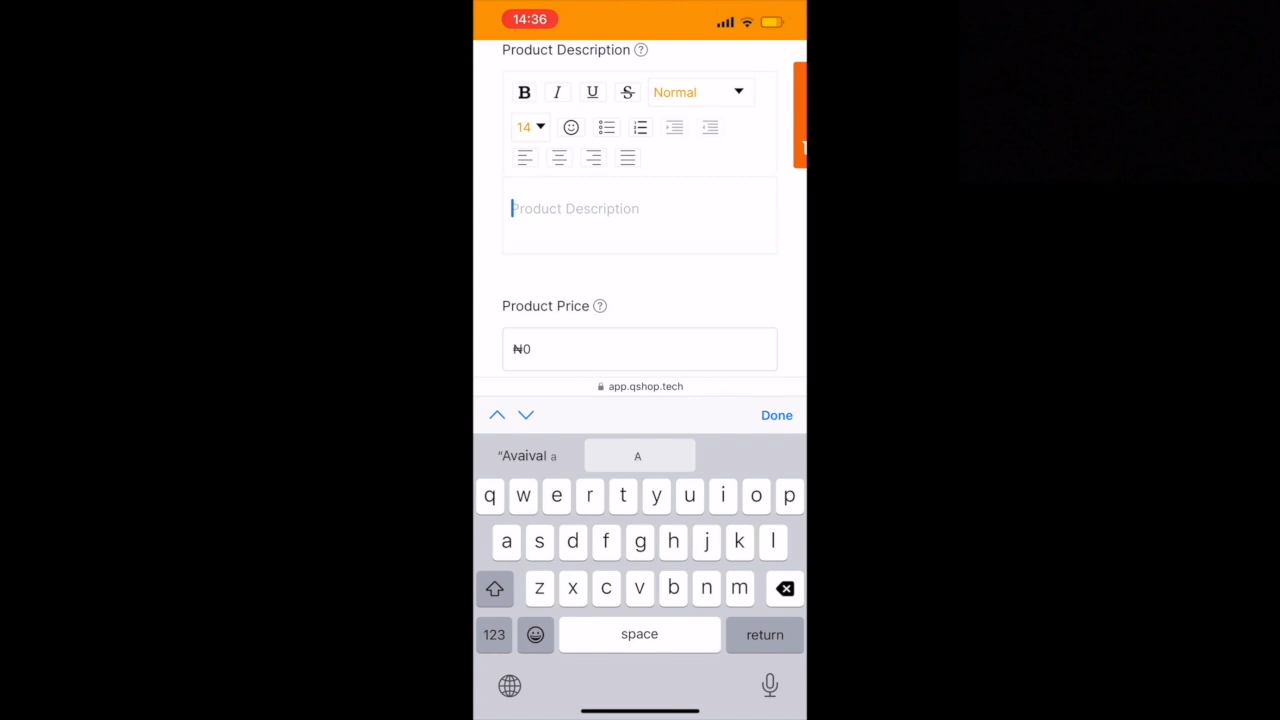 14:36
Product Description ?
B I U S Normal
14
Product Description
Product Price ?
₦0
app.qshop.tech
Done
“Avaival a A
q w e r t y u i o p
a s d f g h j k l
z x c v b n m
123 space return